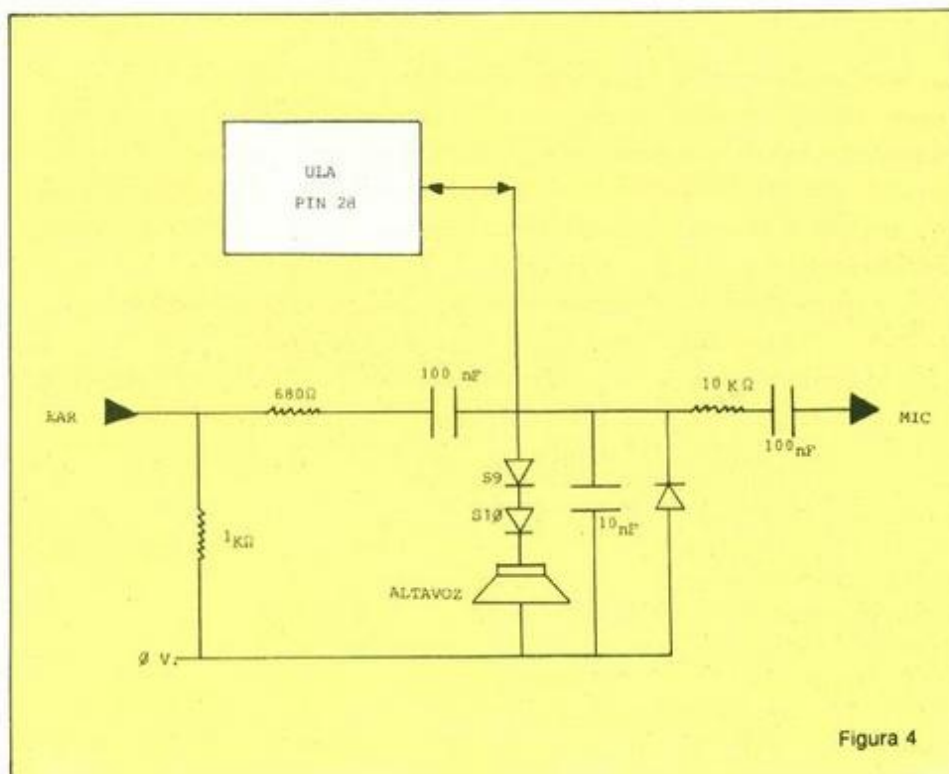 ULA
PIN 28
EAR
680Ω
100 nF
10 KΩ
100nF
MIC
1KΩ
S9
S1Ø
10nF
ALTAVOZ
Ø V.
Figura 4